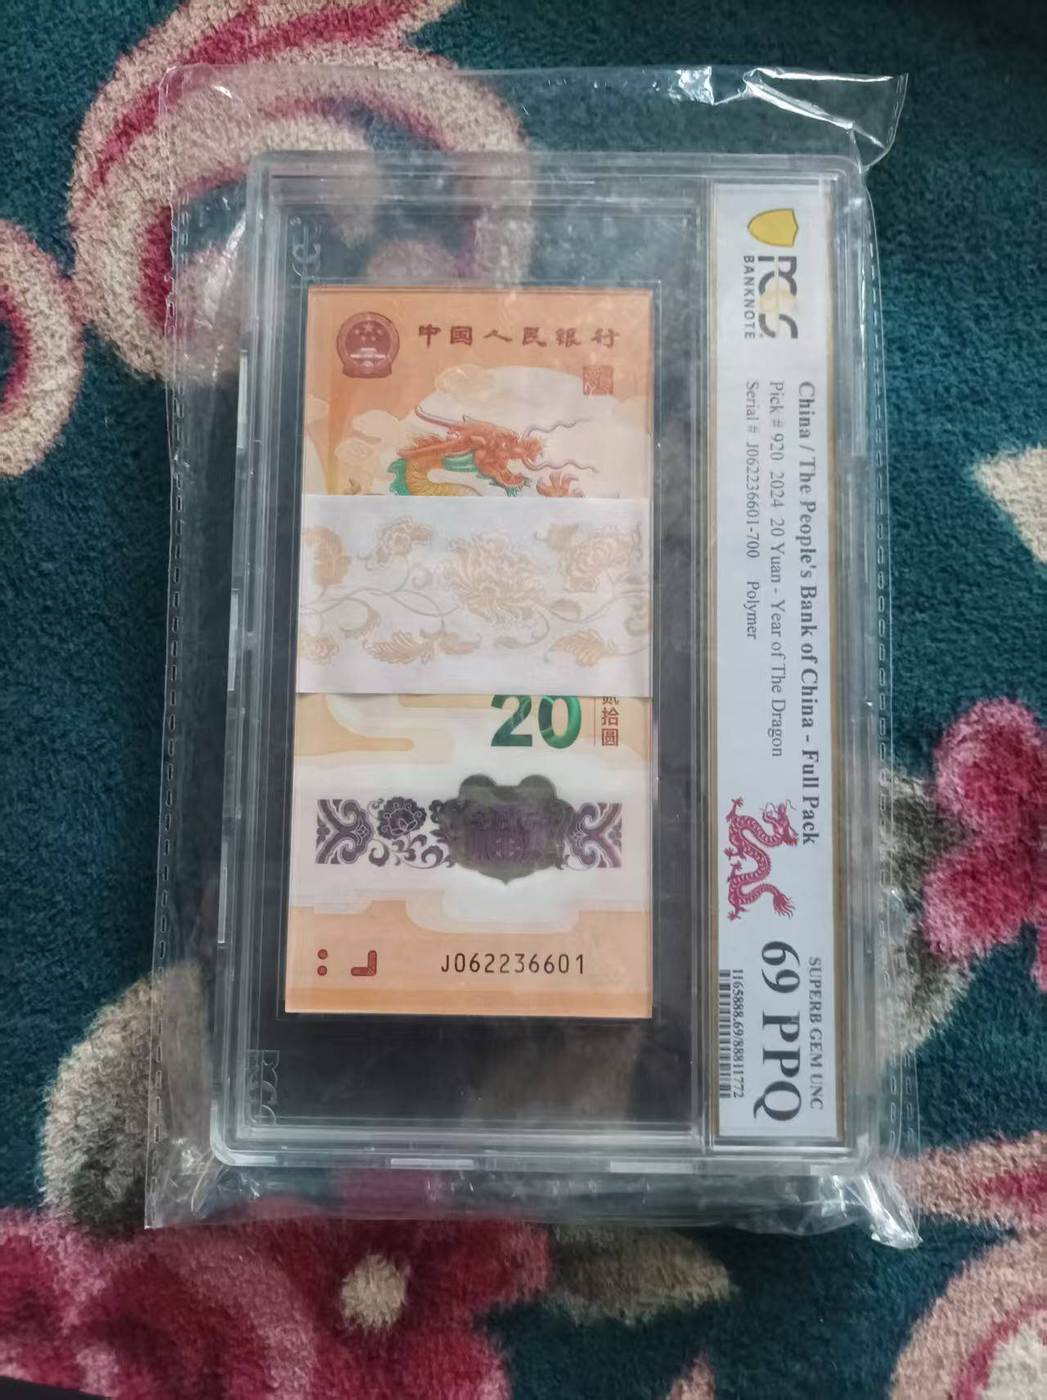 PCGS
BANKNOTE
China / The People's Bank of China - Full Pack
Pick # 920 2024 20 Yuan - Year of The Dragon
Serial # J062236601-700 Polymer
SUPERB GEM UNC
69 PPQ
1165888.69/88811772
中国人民银行
20
贰拾圆
J062236601